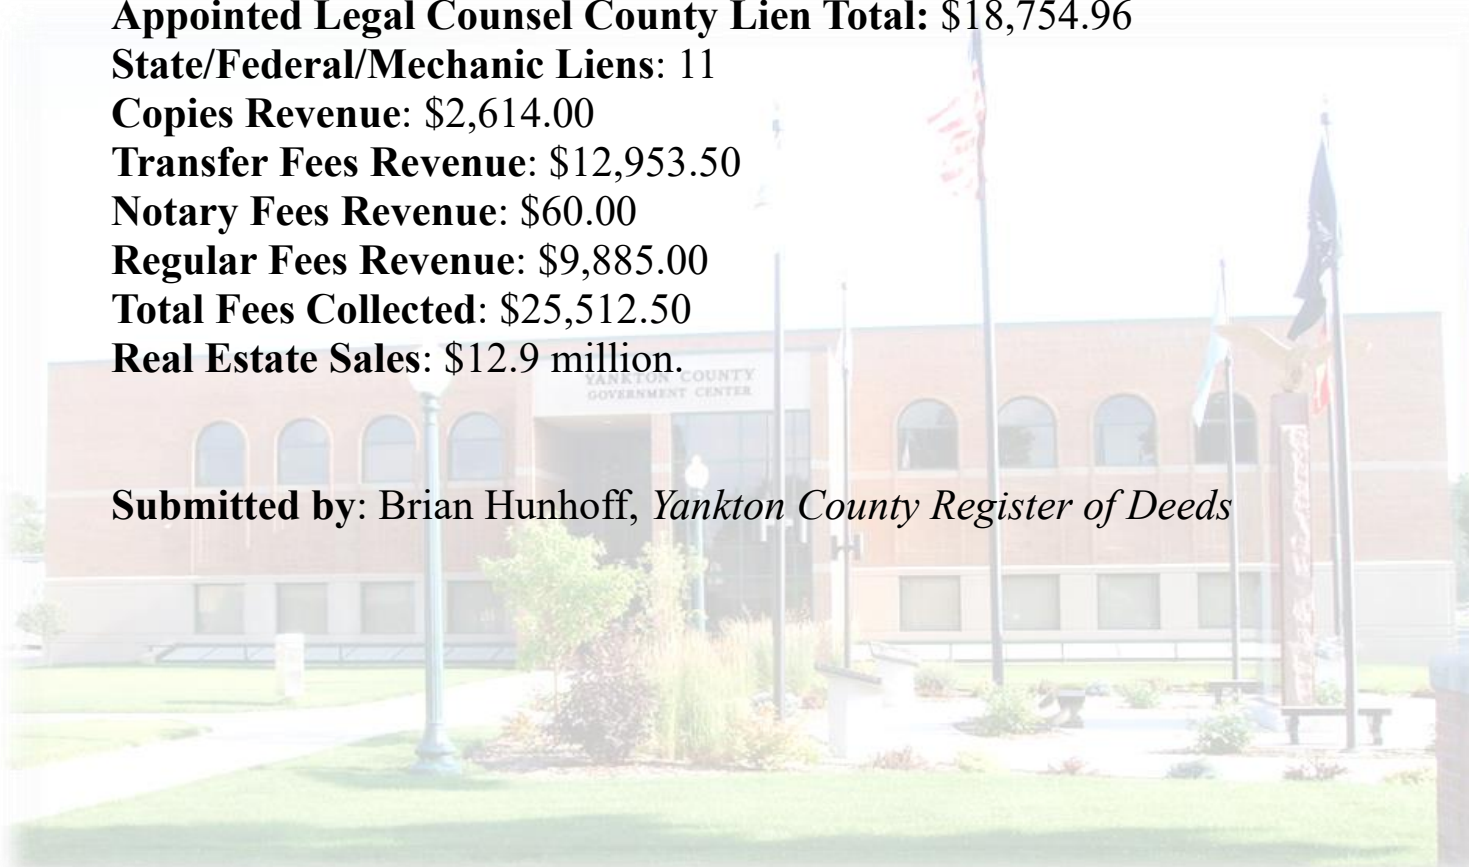 Appointed Legal Counsel County Lien Total: $18,754.96
State/Federal/Mechanic Liens: 11
Copies Revenue: $2,614.00
Transfer Fees Revenue: $12,953.50
Notary Fees Revenue: $60.00
Regular Fees Revenue: $9,885.00
Total Fees Collected: $25,512.50
Real Estate Sales: $12.9 million.
YANKTON COUNTY
GOVERNMENT CENTER
Submitted by: Brian Hunhoff, Yankton County Register of Deeds